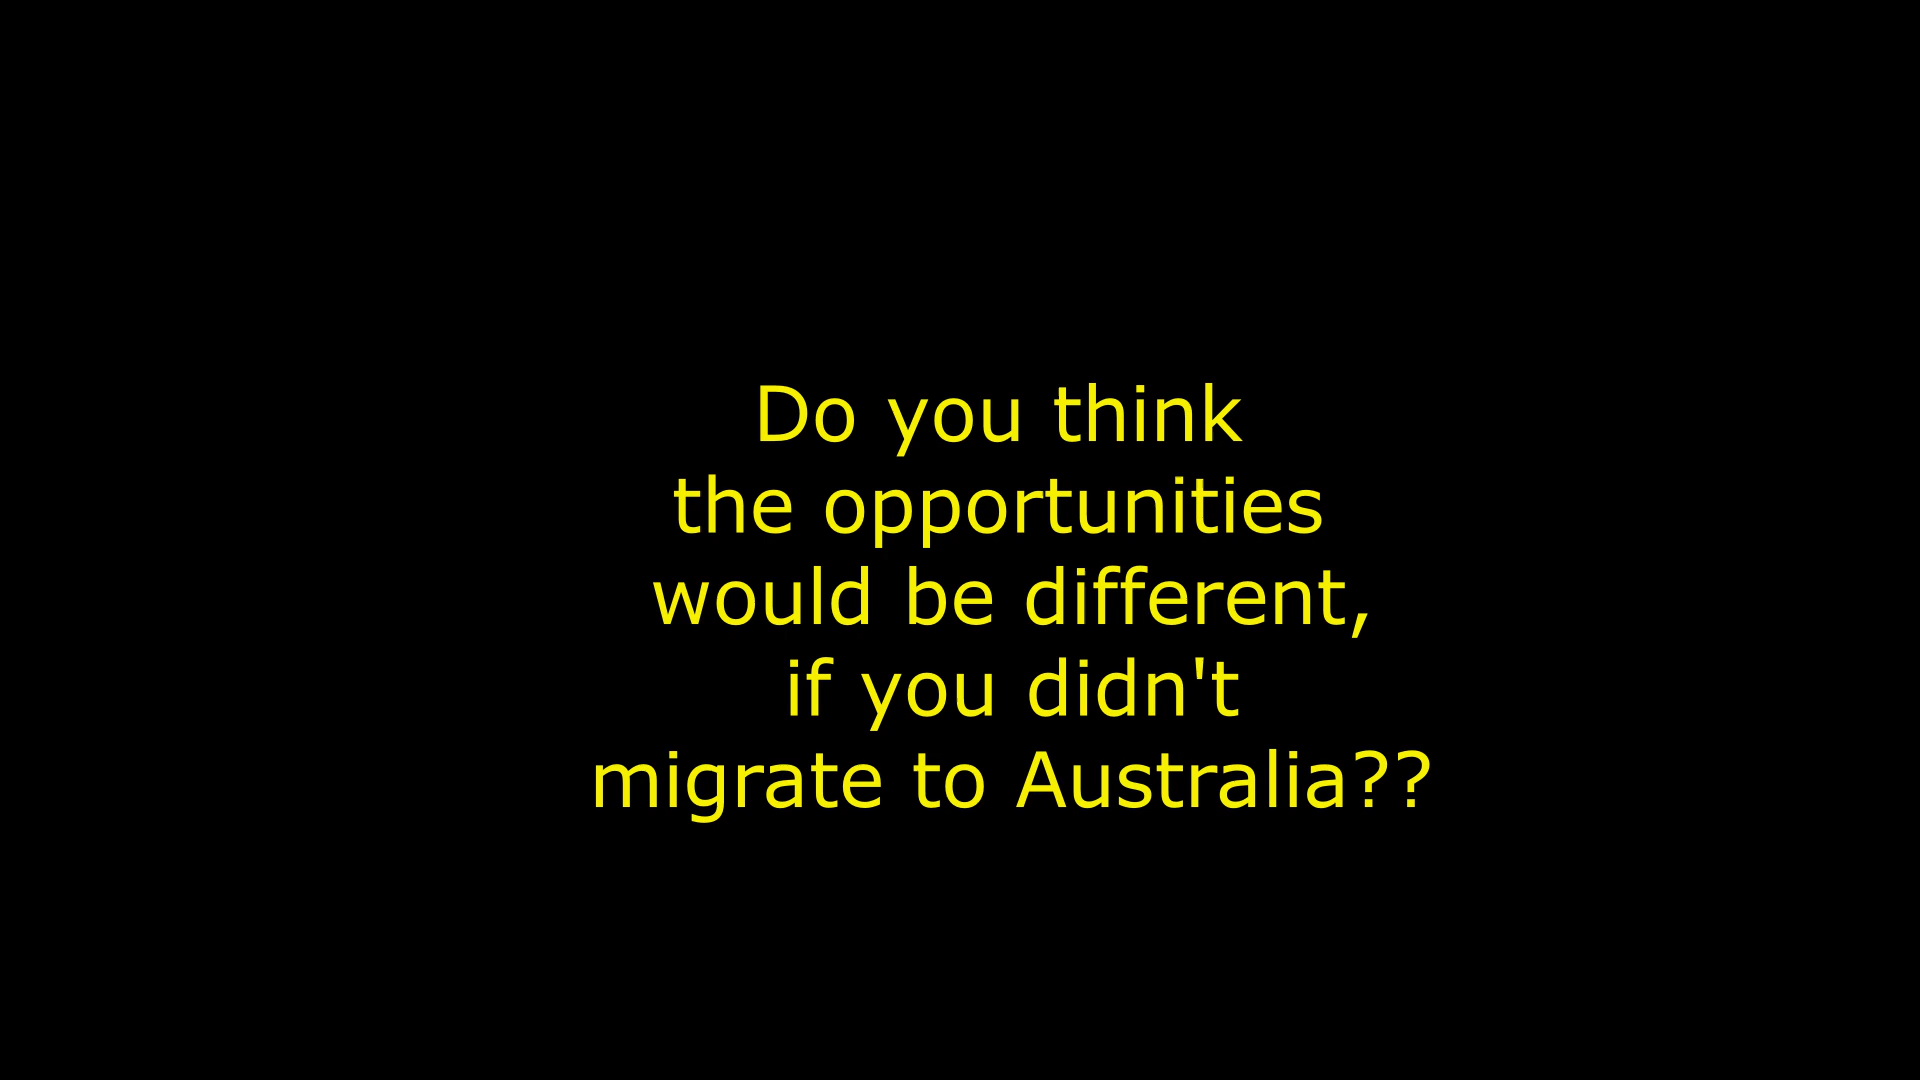 Do you think
the opportunities
would be different,
if you didn't
migrate to Australia??